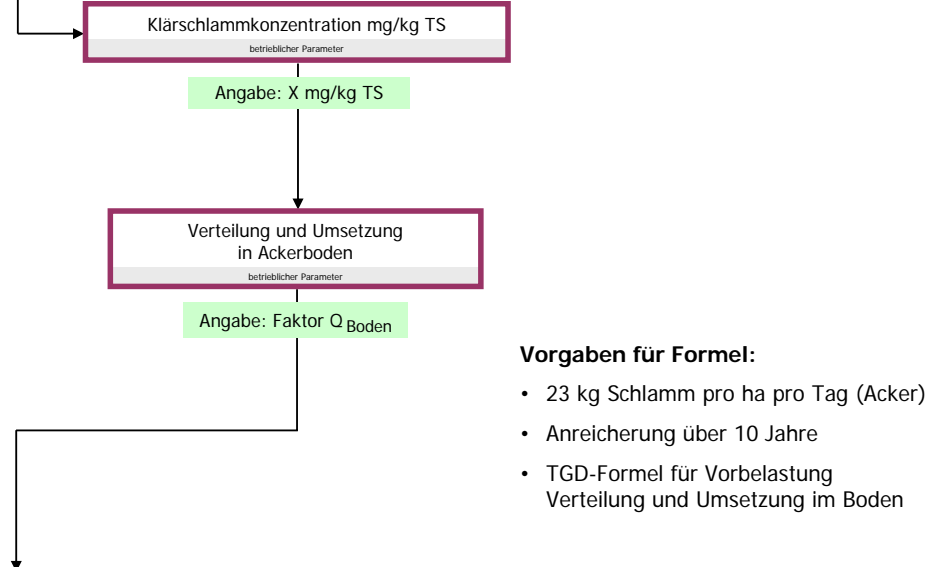 Klärschlammkonzentration mg/kg TS
betrieblicher Parameter
Angabe: X mg/kg TS
Verteilung und Umsetzung
in Ackerboden
betrieblicher Parameter
Angabe: Faktor Q Boden
Vorgaben für Formel:
• 23 kg Schlamm pro ha pro Tag (Acker)
• Anreicherung über 10 Jahre
• TGD-Formel für Vorbelastung
Verteilung und Umsetzung im Boden